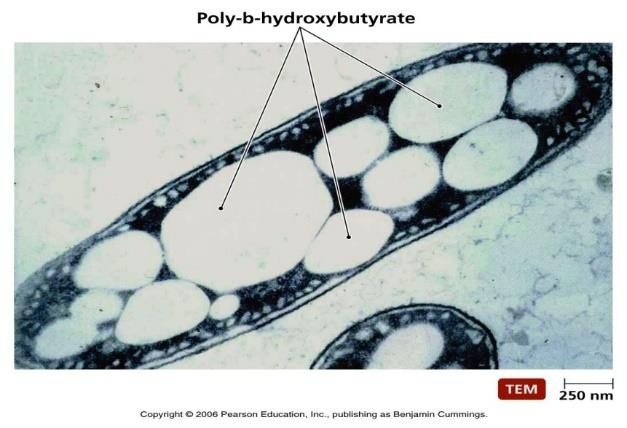 Poly-b-hydroxybutyrate
TEM
250 nm
Copyright © 2006 Pearson Education, Inc., publishing as Benjamin Cummings.